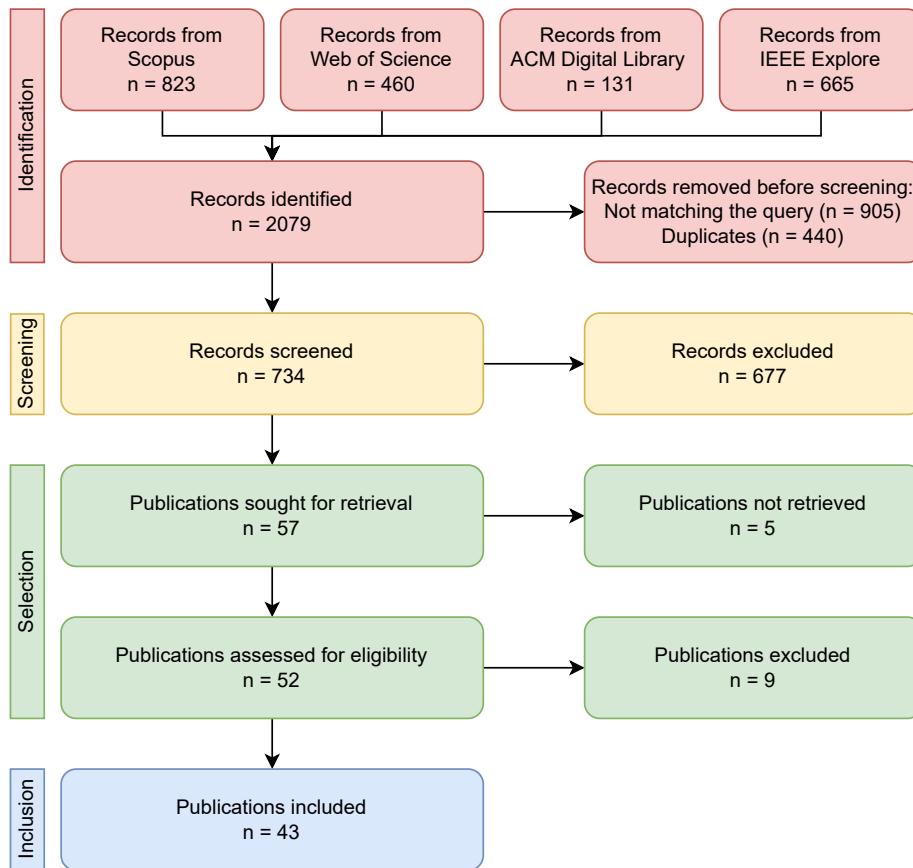 Identification
Records from
Scopus
n = 823
Records from
Web of Science
n = 460
Records from
ACM Digital Library
n = 131
Records from
IEEE Explore
n = 665
Records identified
n = 2079
Records removed before screening:
Not matching the query (n = 905)
Duplicates (n = 440)
Screening
Records screened
n = 734
Records excluded
n = 677
Selection
Publications sought for retrieval
n = 57
Publications not retrieved
n = 5
Publications assessed for eligibility
n = 52
Publications excluded
n = 9
Inclusion
Publications included
n = 43